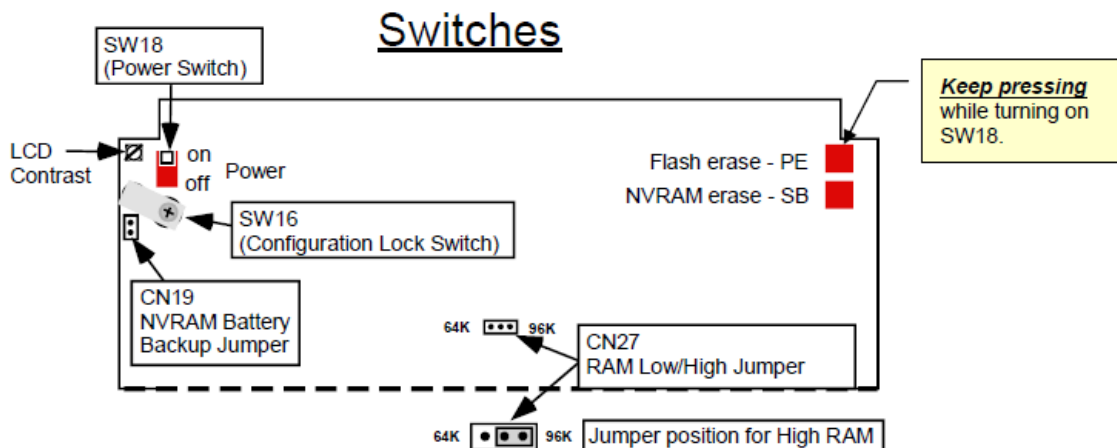 Switches
SW18
(Power Switch)
Keep pressing
while turning on
SW18.
LCD
Contrast
on
off
Power
Flash erase - PE
NVRAM erase - SB
SW16
(Configuration Lock Switch)
CN19
NVRAM Battery
Backup Jumper
64K
96K
CN27
RAM Low/High Jumper
64K
96K
Jumper position for High RAM